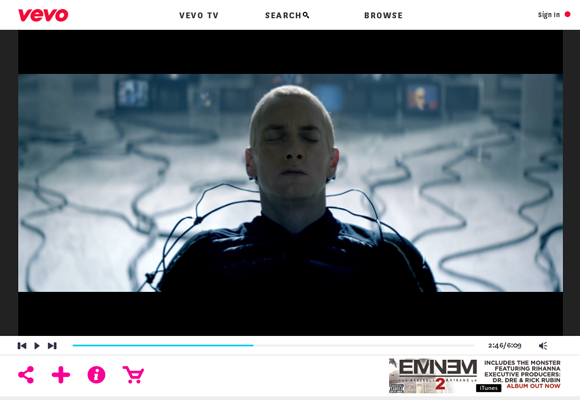 vevo
VEVO TV
SEARCH
BROWSE
Sign In
2:46/6:09
EMINEM
2
iTunes
INCLUDES THE MONSTER
FEATURING RIHANNA
EXECUTIVE PRODUCERS:
DR. DRE & RICK RUBIN
ALBUM OUT NOW